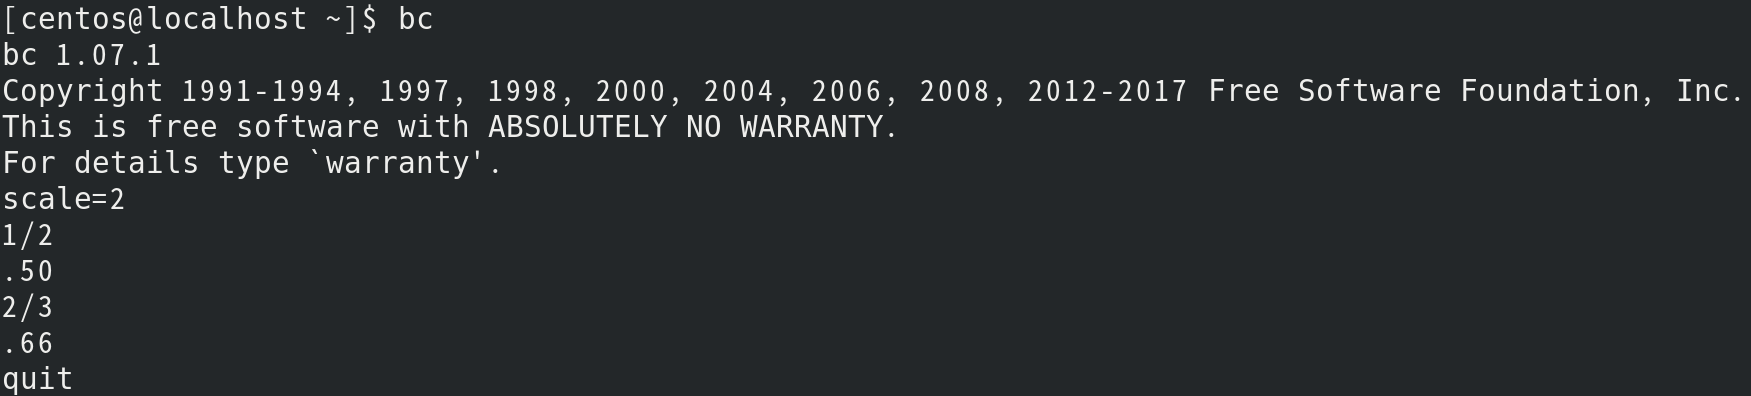 [centos@localhost ~]$ bc
bc 1.07.1
Copyright 1991-1994, 1997, 1998, 2000, 2004, 2006, 2008, 2012-2017 Free Software Foundation, Inc.
This is free software with ABSOLUTELY NO WARRANTY.
For details type `warranty'.
scale=2
1/2
.50
2/3
.66
quit